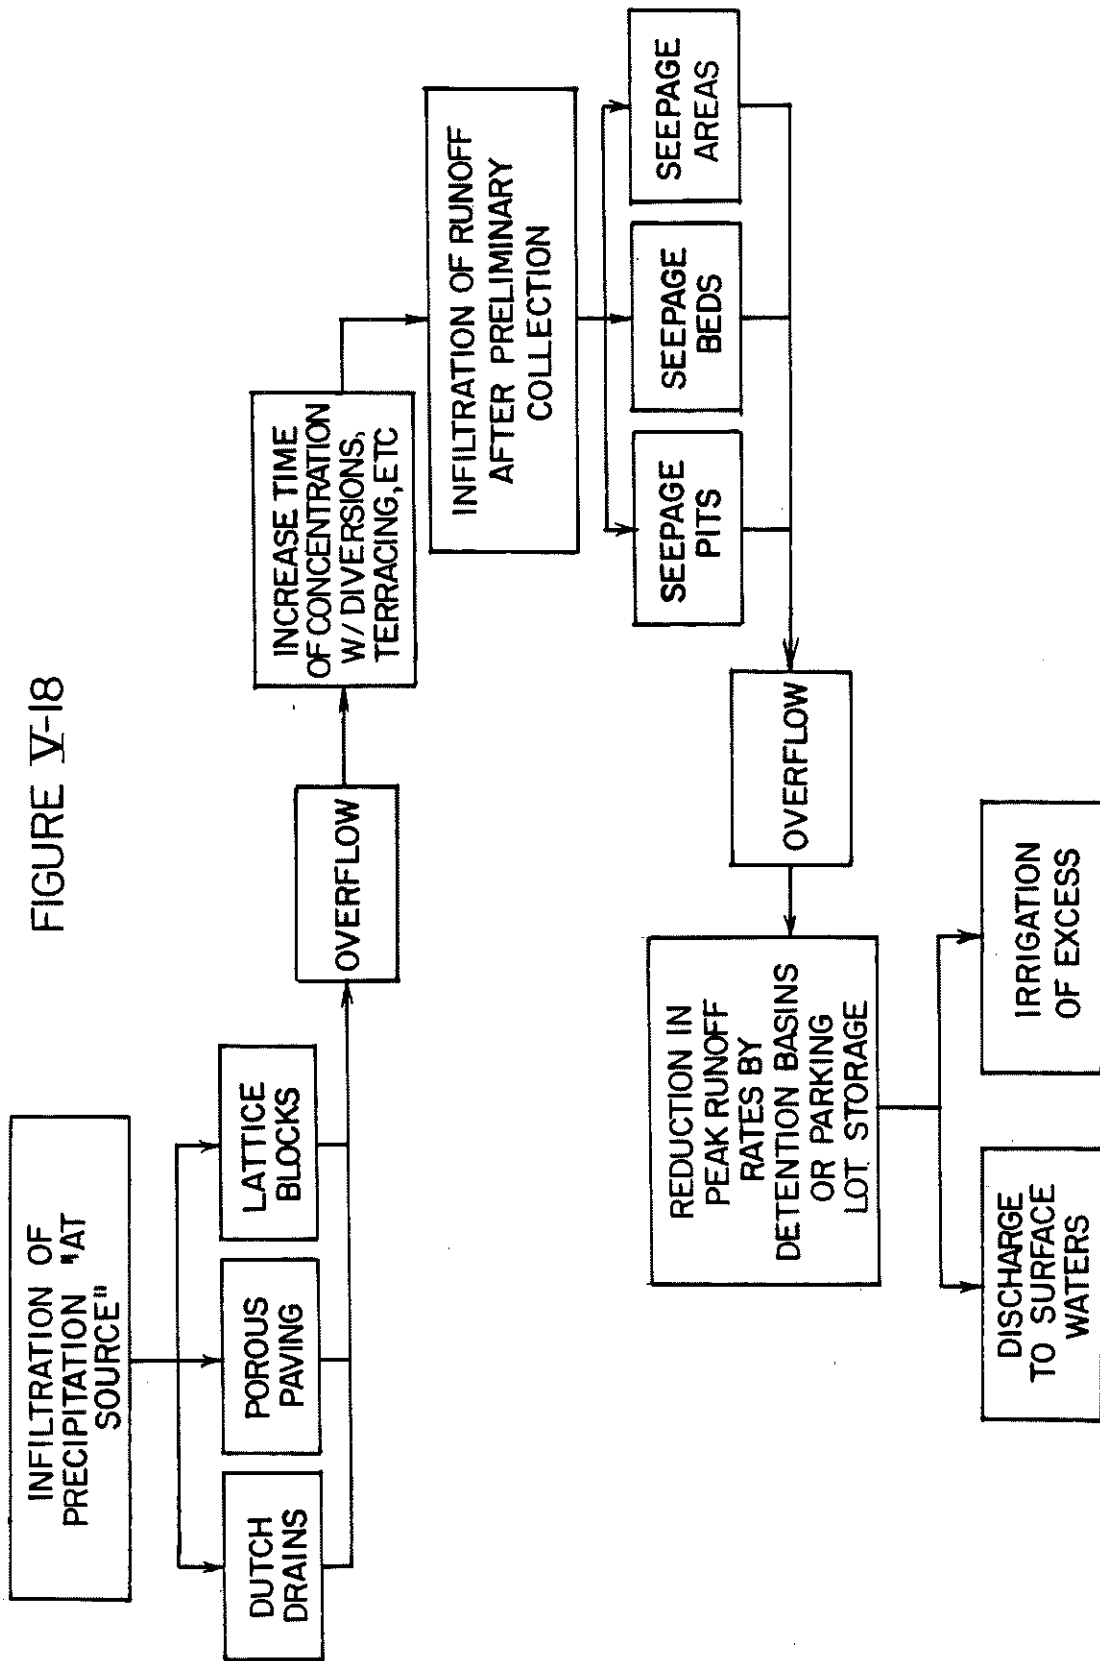 FIGURE V-18
INFILTRATION OF
PRECIPITATION "AT
SOURCE"
DUTCH
DRAINS
POROUS
PAVING
LATTICE
BLOCKS
OVERFLOW
INCREASE TIME
OF CONCENTRATION
W/ DIVERSIONS,
TERRACING, ETC
INFILTRATION OF RUNOFF
AFTER PRELIMINARY
COLLECTION
SEEPAGE
PITS
SEEPAGE
BEDS
SEEPAGE
AREAS
OVERFLOW
REDUCTION IN
PEAK RUNOFF
RATES BY
DETENTION BASINS
OR PARKING
LOT STORAGE
DISCHARGE
TO SURFACE
WATERS
IRRIGATION
OF EXCESS